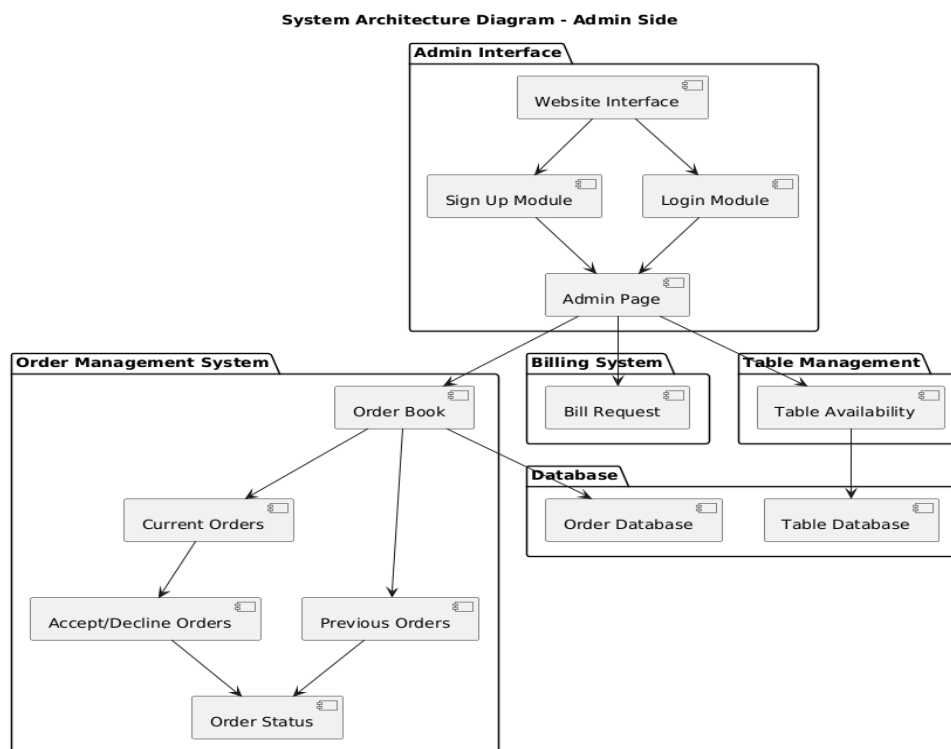 System Architecture Diagram - Admin Side
Admin Interface
Website Interface
Sign Up Module
Login Module
Admin Page
Order Management System
Billing System
Table Management
Order Book
Bill Request
Table Availability
Database
Current Orders
Order Database
Table Database
Accept/Decline Orders
Previous Orders
Order Status